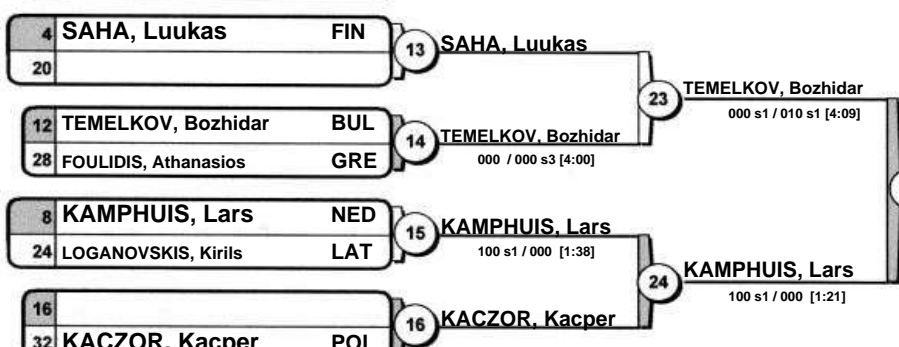 4 SAHA, Luukas FIN
20
13 SAHA, Luukas
12 TEMELKOV, Bozhidar BUL
28 FOULIDIS, Athanasios GRE
14 TEMELKOV, Bozhidar
000 / 000 s3 [4:00]
23 TEMELKOV, Bozhidar
000 s1 / 010 s1 [4:09]
8 KAMPHUIS, Lars NED
24 LOGANOVSKIS, Kirils LAT
15 KAMPHUIS, Lars
100 s1 / 000 [1:38]
16
32 KACZOR, Kacper POL
16 KACZOR, Kacper
24 KAMPHUIS, Lars
100 s1 / 000 [1:21]